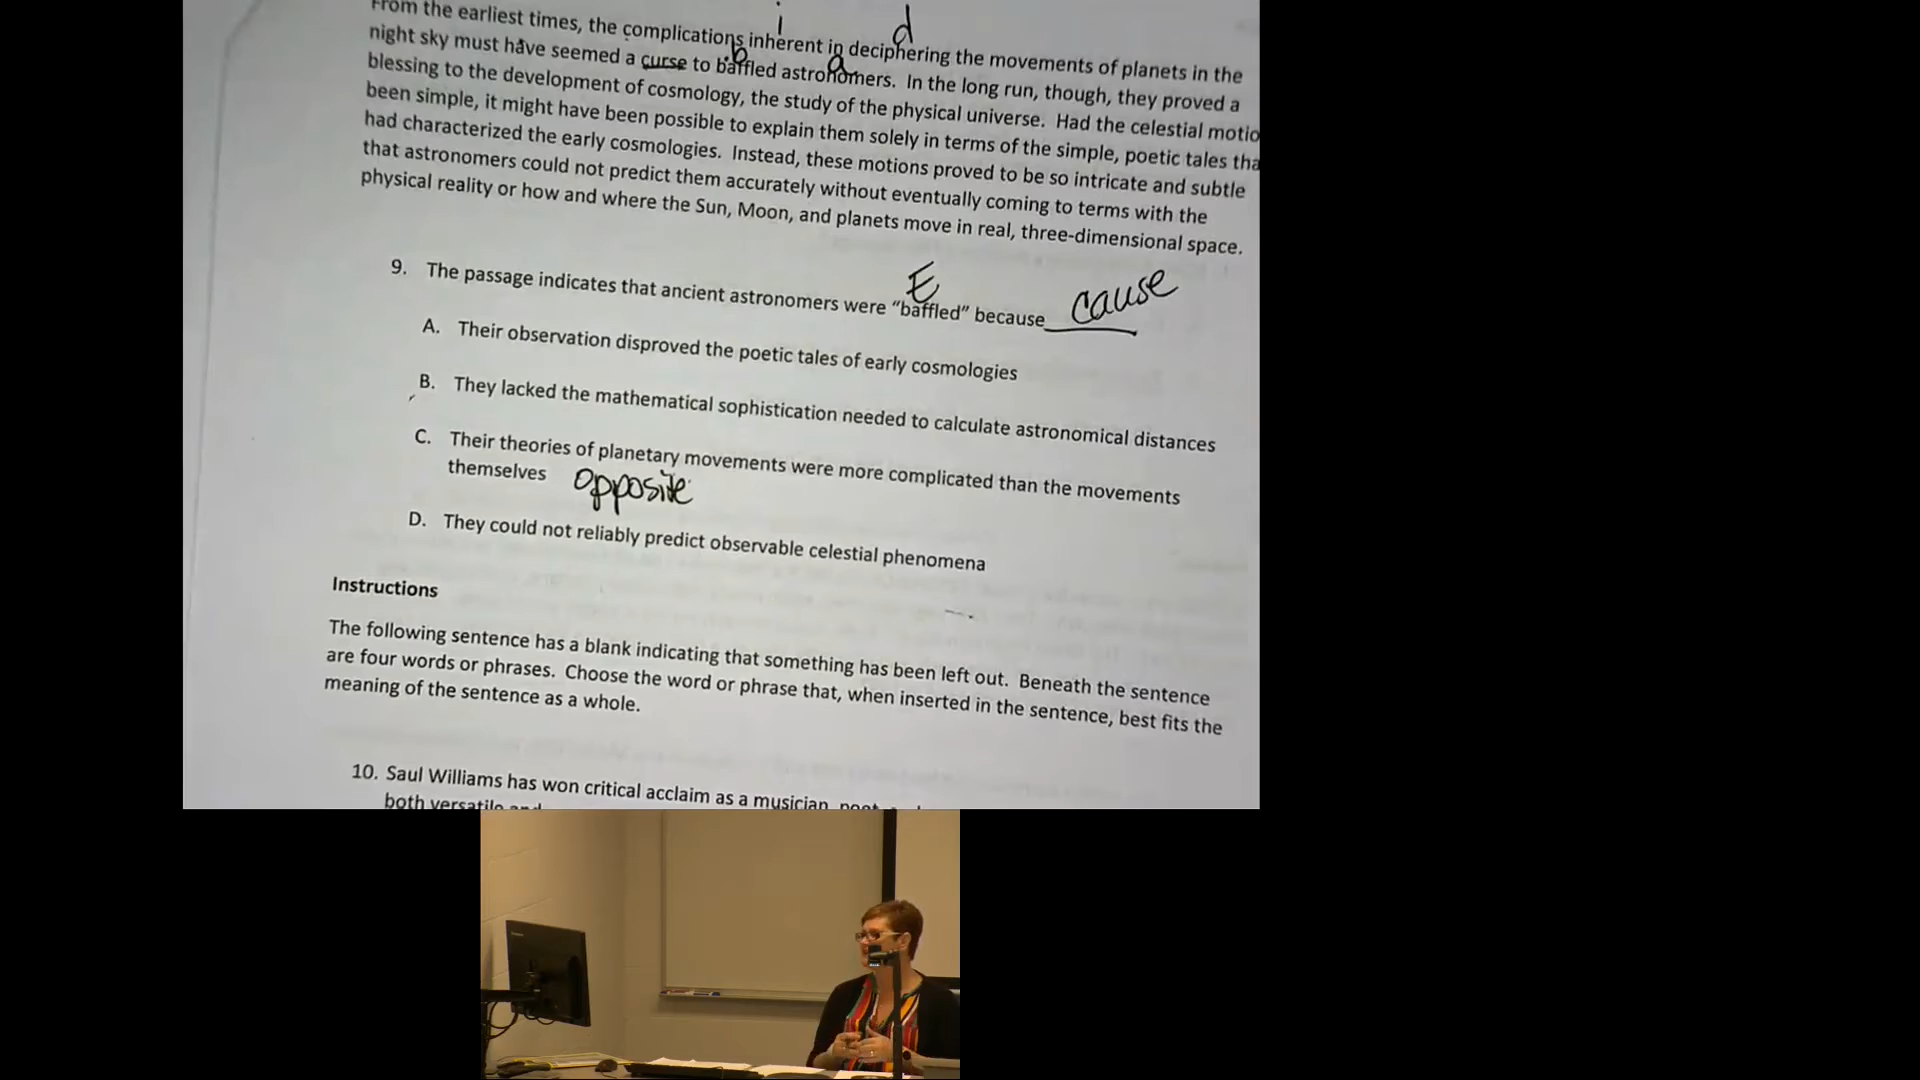 i d
From the earliest times, the complications inherent in deciphering the movements of planets in the
b a
night sky must have seemed a curse to baffled astronomers. In the long run, though, they proved a
blessing to the development of cosmology, the study of the physical universe. Had the celestial motio
been simple, it might have been possible to explain them solely in terms of the simple, poetic tales tha
had characterized the early cosmologies. Instead, these motions proved to be so intricate and subtle
that astronomers could not predict them accurately without eventually coming to terms with the
physical reality or how and where the Sun, Moon, and planets move in real, three-dimensional space.
E cause
9. The passage indicates that ancient astronomers were “baffled” because
A. Their observation disproved the poetic tales of early cosmologies
B. They lacked the mathematical sophistication needed to calculate astronomical distances
C. Their theories of planetary movements were more complicated than the movements
themselves opposite
D. They could not reliably predict observable celestial phenomena
Instructions
The following sentence has a blank indicating that something has been left out. Beneath the sentence
are four words or phrases. Choose the word or phrase that, when inserted in the sentence, best fits the
meaning of the sentence as a whole.
10. Saul Williams has won critical acclaim as a musician, poet,
both versatile and